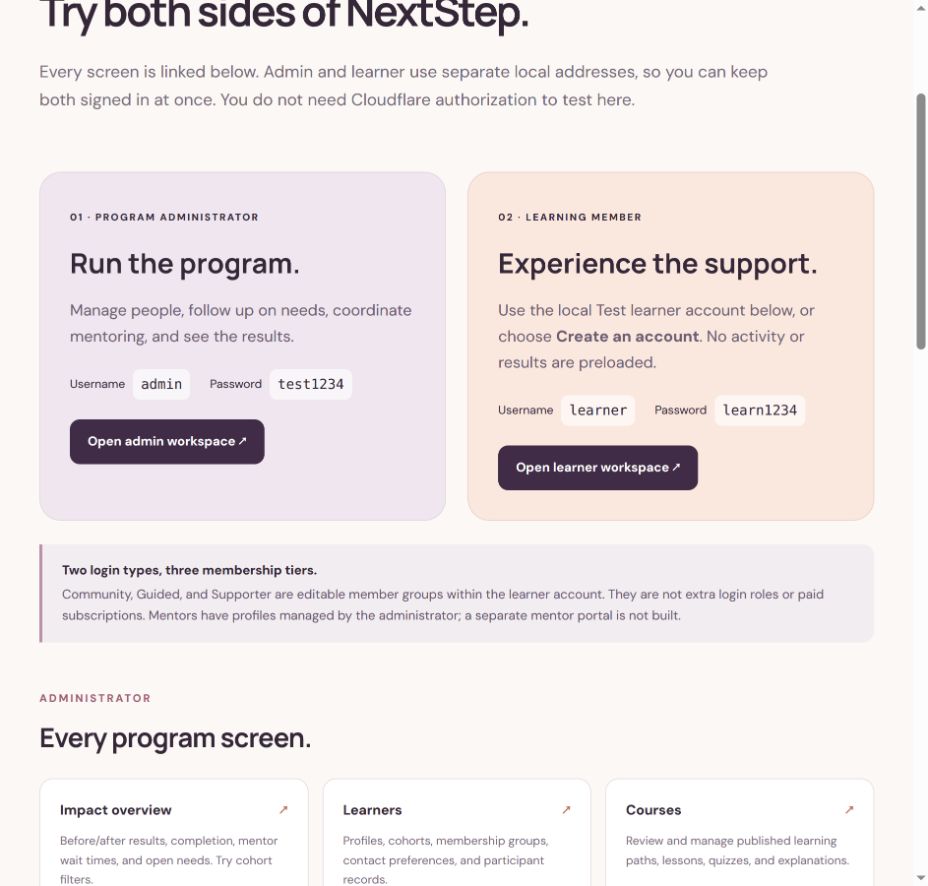 Try both sides of NextStep.
Every screen is linked below. Admin and learner use separate local addresses, so you can keep
both signed in at once. You do not need Cloudflare authorization to test here.
01 · PROGRAM ADMINISTRATOR
Run the program.
Manage people, follow up on needs, coordinate
mentoring, and see the results.
Username admin Password test1234
Open admin workspace ↗
02 · LEARNING MEMBER
Experience the support.
Use the local Test learner account below, or
choose Create an account. No activity or
results are preloaded.
Username learner Password learn1234
Open learner workspace ↗
Two login types, three membership tiers.
Community, Guided, and Supporter are editable member groups within the learner account. They are not extra login roles or paid
subscriptions. Mentors have profiles managed by the administrator; a separate mentor portal is not built.
ADMINISTRATOR
Every program screen.
Impact overview ↗
Before/after results, completion, mentor
wait times, and open needs. Try cohort
filters.
Learners ↗
Profiles, cohorts, membership groups,
contact preferences, and participant
records.
Courses ↗
Review and manage published learning
paths, lessons, quizzes, and explanations.